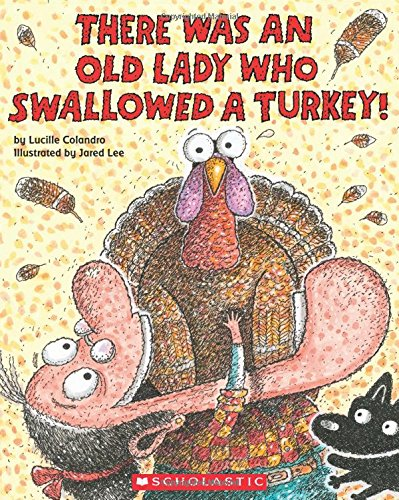 THERE WAS AN
OLD LADY WHO
SWALLOWED A TURKEY!
by Lucille Colandro
Illustrated by Jared Lee
SCHOLASTIC